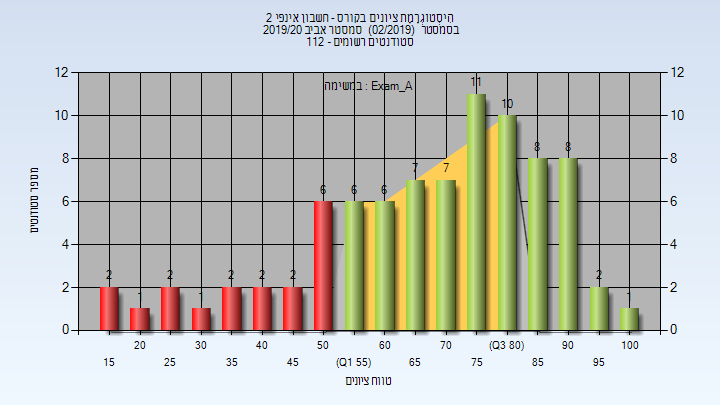 הִיסְטוֹגְרָמַת ציונים בקורס - חשבון אינפי 2
בסמסטר (02/2019) סמסטר אביב 2019/20
סטודנטים רשומים - 112
במשימה : Exam_A
מספר סטודנטים
12 10 8 6 4 2 0
12 10 8 6 4 2 0
2 1 2 1 2 2 2 6 6 6 7 7 11 10 8 8 2 1
20 30 40 50 60 70 (Q3 80) 90 100
15 25 35 45 (Q1 55) 65 75 85 95
טווח ציונים